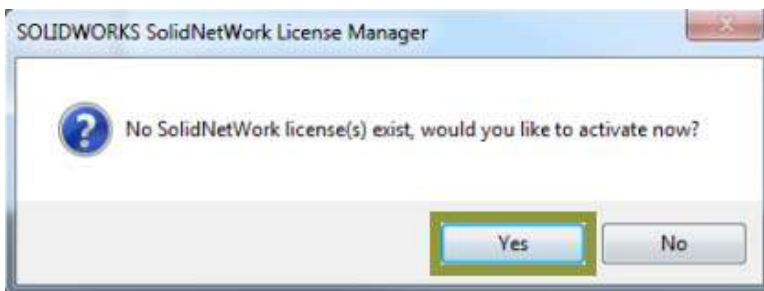 SOLIDWORKS SolidNetWork License Manager
No SolidNetWork license(s) exist, would you like to activate now?
Yes No